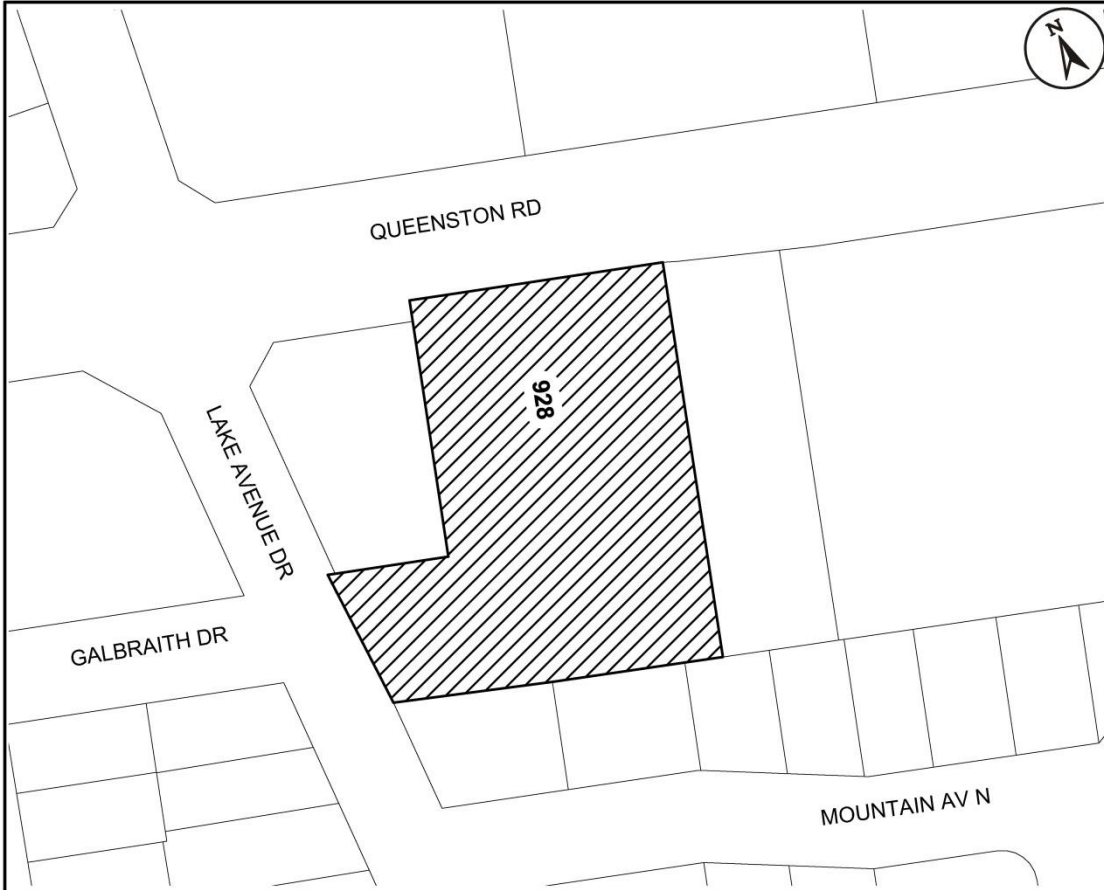 N
QUEENSTON RD
928
LAKE AVENUE DR
GALBRAITH DR
MOUNTAIN AV N